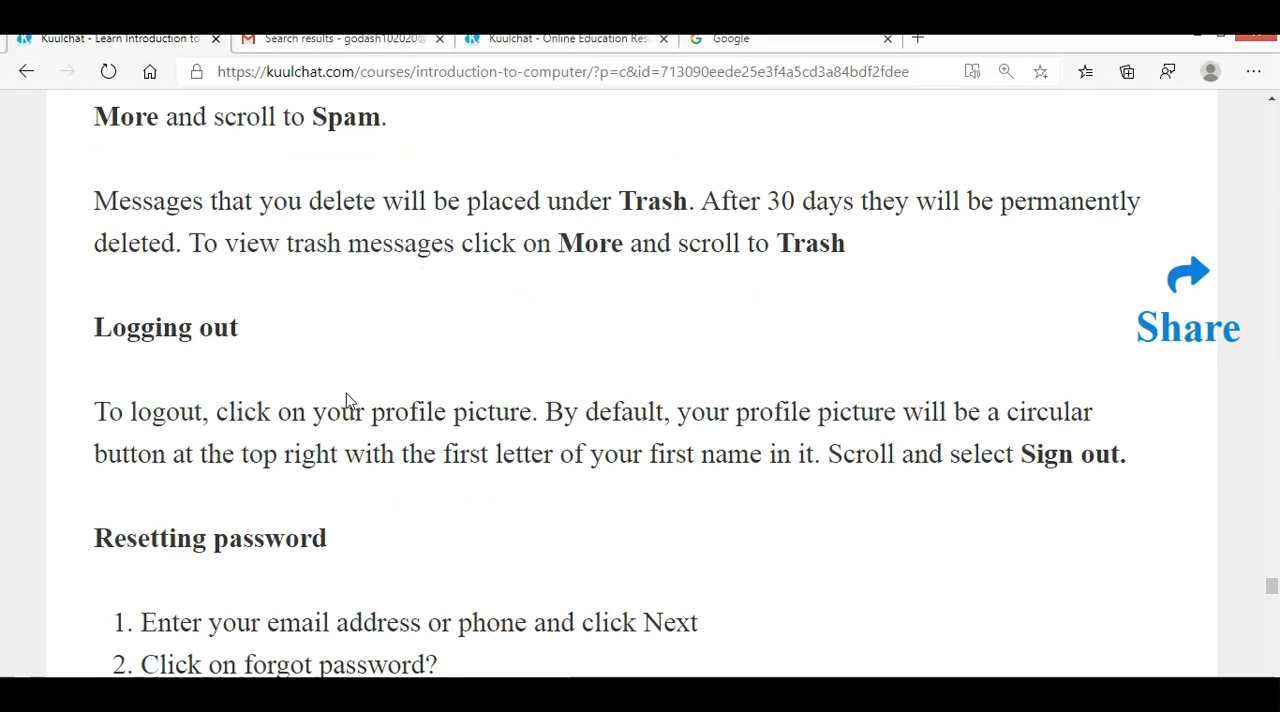 Kuulchat - Learn Introduction to
Search results - godash102020@
Kuulchat - Online Education Res
Google
https://kuulchat.com/courses/introduction-to-computer/?p=c&id=713090eede25e3f4a5cd3a84bdf2fdee
More and scroll to Spam.
Messages that you delete will be placed under Trash. After 30 days they will be permanently
deleted. To view trash messages click on More and scroll to Trash
Share
Logging out
To logout, click on your profile picture. By default, your profile picture will be a circular
button at the top right with the first letter of your first name in it. Scroll and select Sign out.
Resetting password
1. Enter your email address or phone and click Next
2. Click on forgot password?